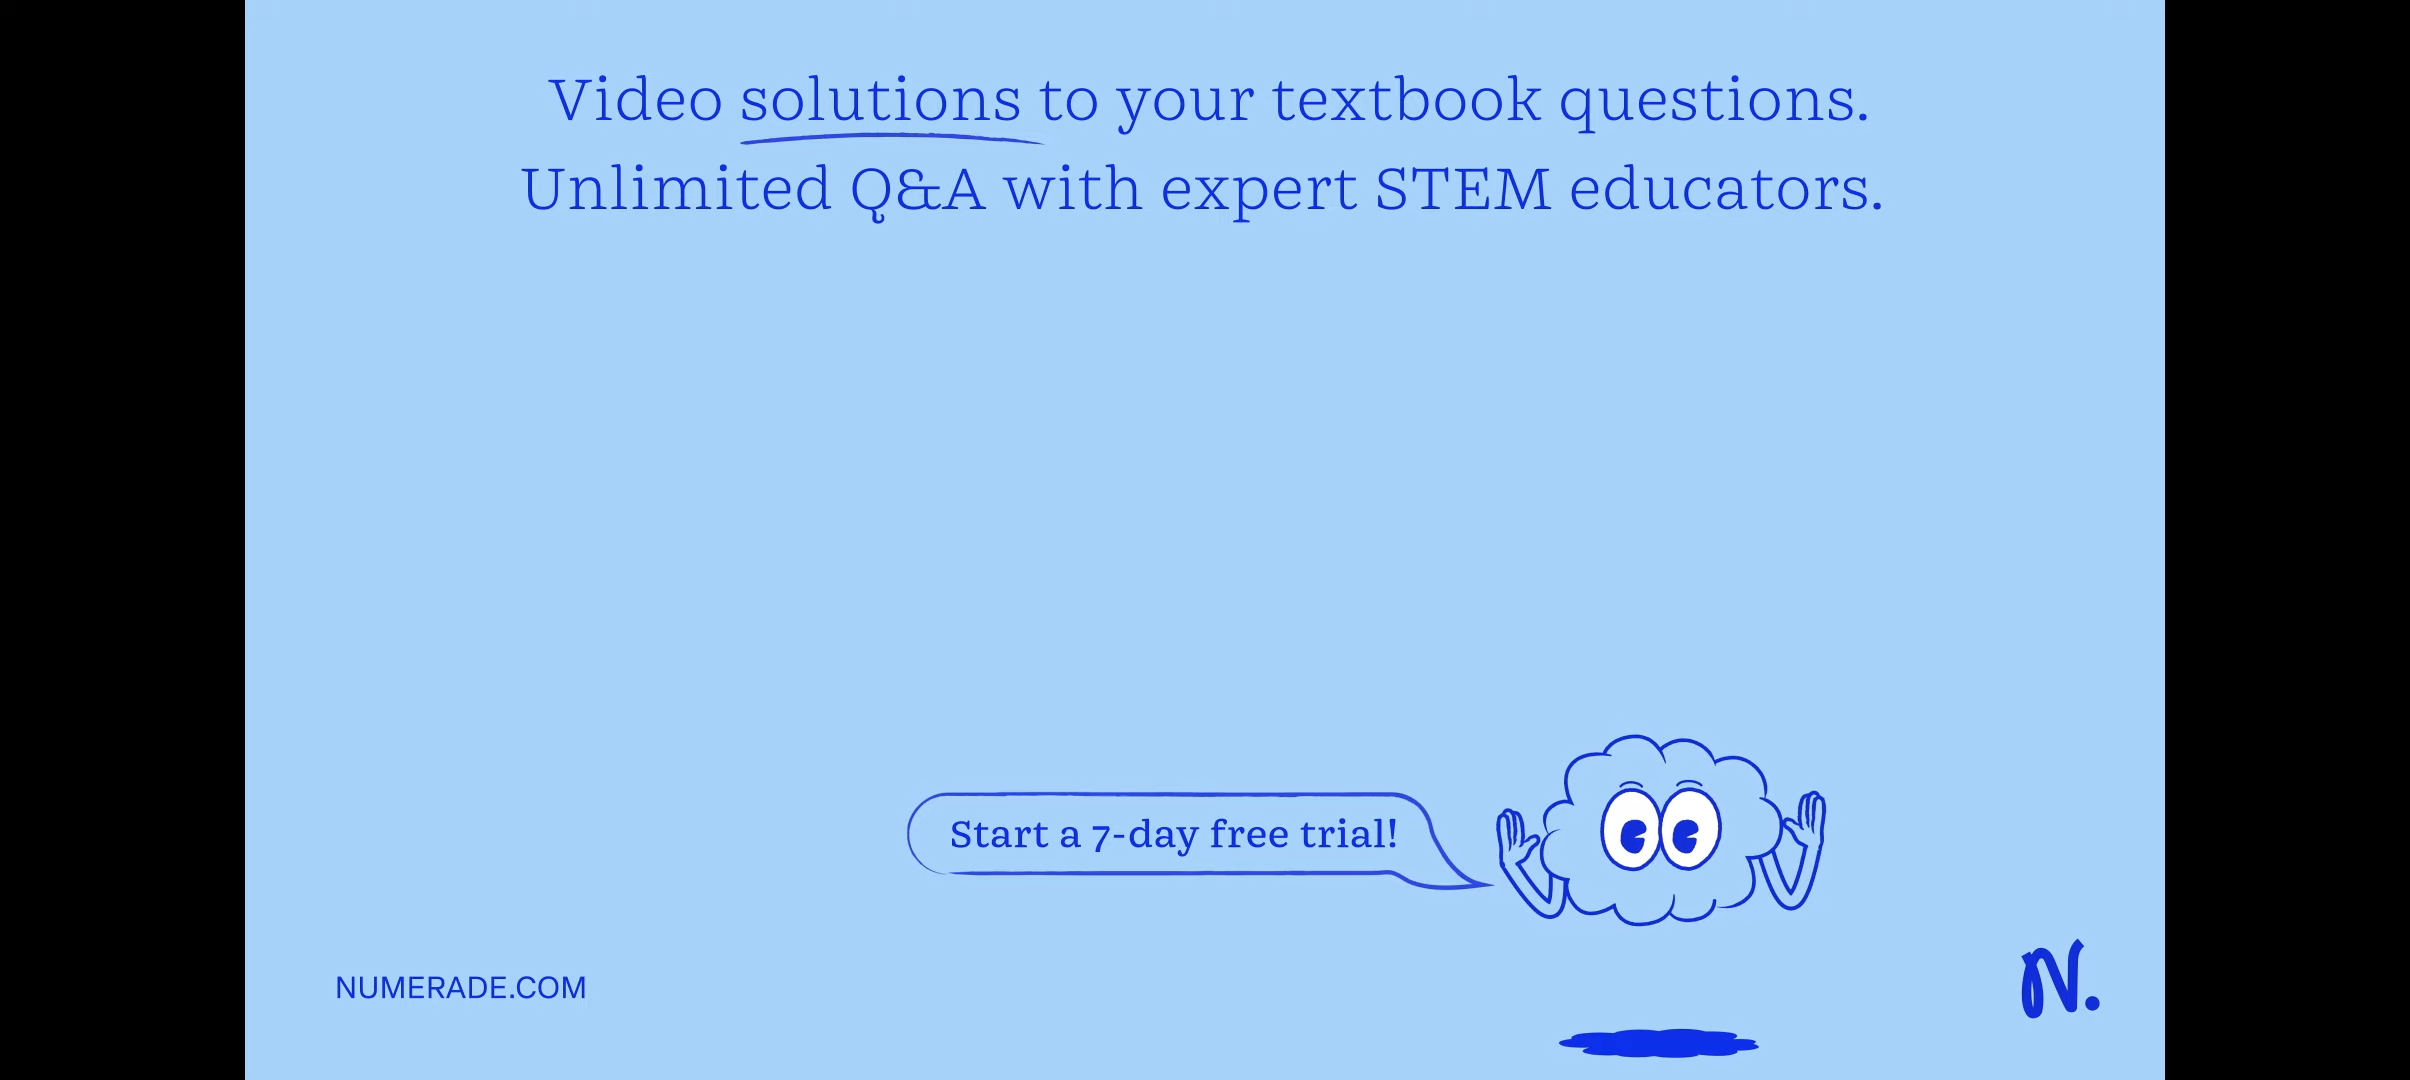 Video solutions to your textbook questions.
Unlimited Q&A with expert STEM educators.
Start a 7-day free trial!
NUMERADE.COM
N.